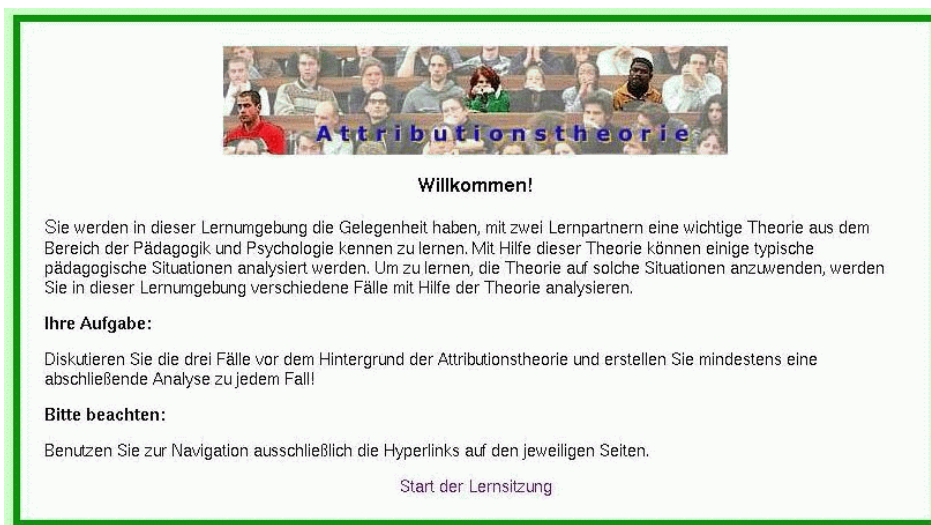 Attributionstheorie
Willkommen!
Sie werden in dieser Lernumgebung die Gelegenheit haben, mit zwei Lernpartnern eine wichtige Theorie aus dem
Bereich der Pädagogik und Psychologie kennen zu lernen. Mit Hilfe dieser Theorie können einige typische
pädagogische Situationen analysiert werden. Um zu lernen, die Theorie auf solche Situationen anzuwenden, werden
Sie in dieser Lernumgebung verschiedene Fälle mit Hilfe der Theorie analysieren.
Ihre Aufgabe:
Diskutieren Sie die drei Fälle vor dem Hintergrund der Attributionstheorie und erstellen Sie mindestens eine
abschließende Analyse zu jedem Fall!
Bitte beachten:
Benutzen Sie zur Navigation ausschließlich die Hyperlinks auf den jeweiligen Seiten.
Start der Lernsitzung